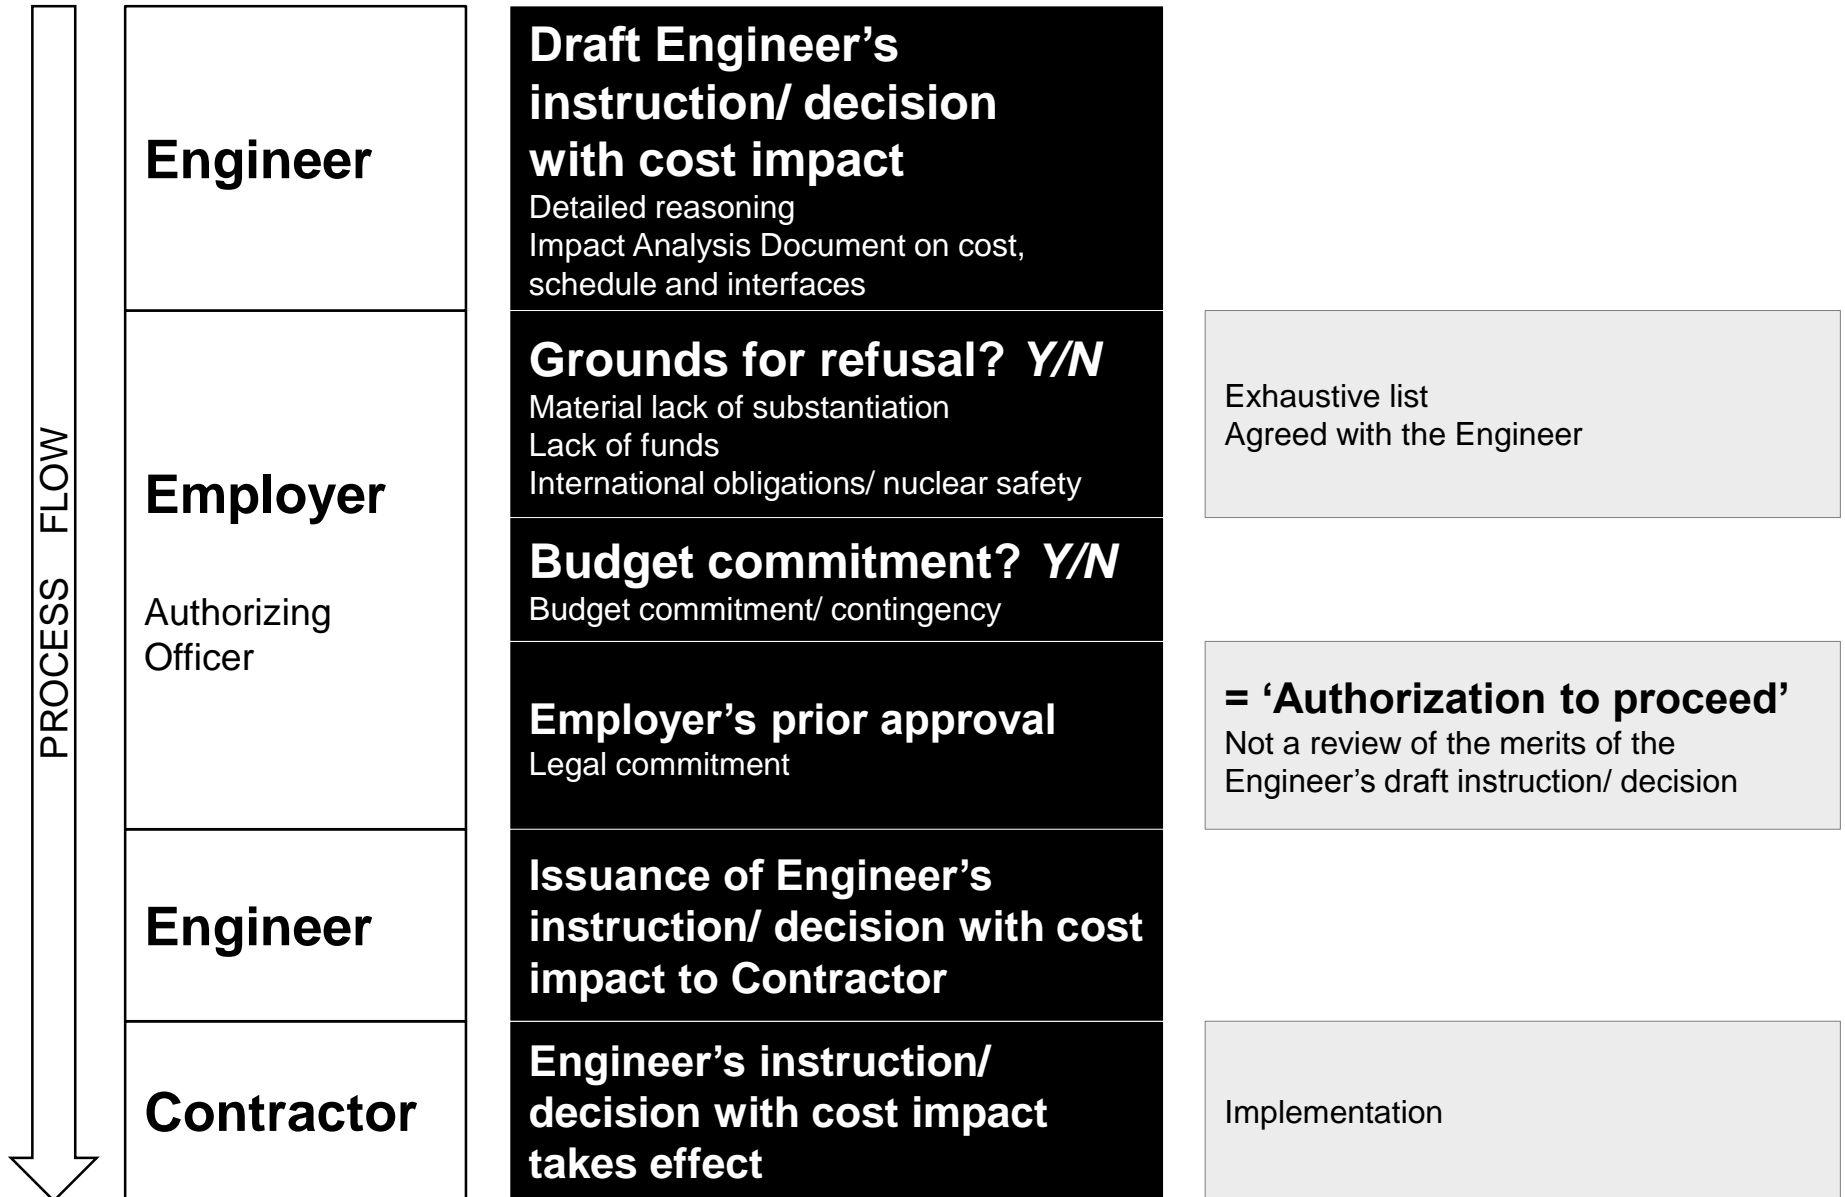 PROCESS FLOW
Engineer
Draft Engineer’s
instruction/ decision
with cost impact
Detailed reasoning
Impact Analysis Document on cost,
schedule and interfaces
Employer
Authorizing
Officer
Grounds for refusal? Y/N
Material lack of substantiation
Lack of funds
International obligations/ nuclear safety
Exhaustive list
Agreed with the Engineer
Budget commitment? Y/N
Budget commitment/ contingency
Employer’s prior approval
Legal commitment
= ‘Authorization to proceed’
Not a review of the merits of the
Engineer’s draft instruction/ decision
Engineer
Issuance of Engineer’s
instruction/ decision with cost
impact to Contractor
Contractor
Engineer’s instruction/
decision with cost impact
takes effect
Implementation